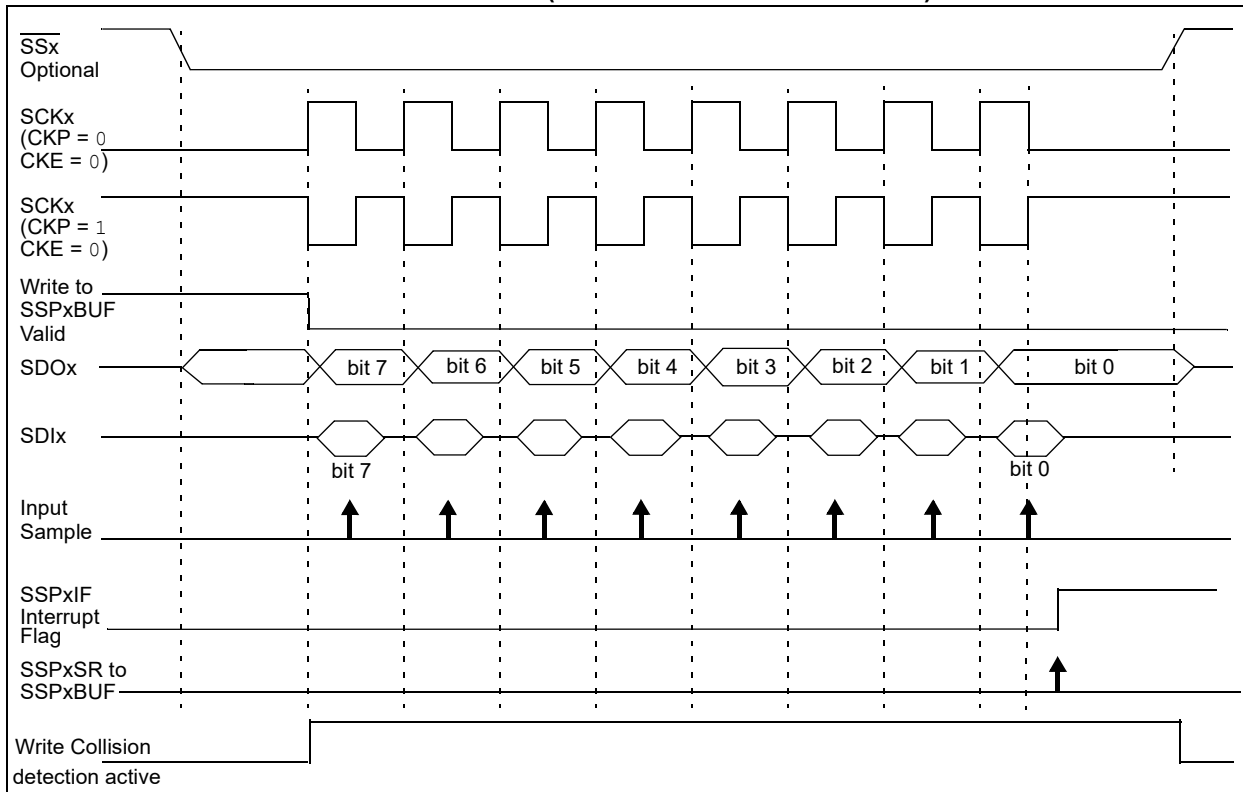 SSx
Optional
SCKx
(CKP = 0
CKE = 0)
SCKx
(CKP = 1
CKE = 0)
Write to
SSPxBUF
Valid
SDOx
bit 7
bit 6
bit 5
bit 4
bit 3
bit 2
bit 1
bit 0
SDIx
bit 7
bit 0
Input
Sample
SSPxIF
Interrupt
Flag
SSPxSR to
SSPxBUF
Write Collision
detection active